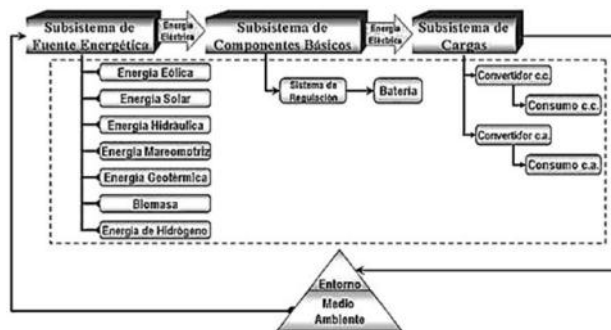 Subsistema de
Fuente Energética
Energía
Eléctrica
Subsistema de
Componentes Básicos
Energía
Eléctrica
Subsistema de
Cargas
Energía Eólica
Energía Solar
Energía Hidráulica
Energía Mareomotriz
Energía Geotérmica
Biomasa
Energía de Hidrógeno
Sistema de
Regulación
Batería
Convertidor c.c.
Consumo c.c.
Convertidor c.a.
Consumo c.a.
Entorno
Medio
Ambiente